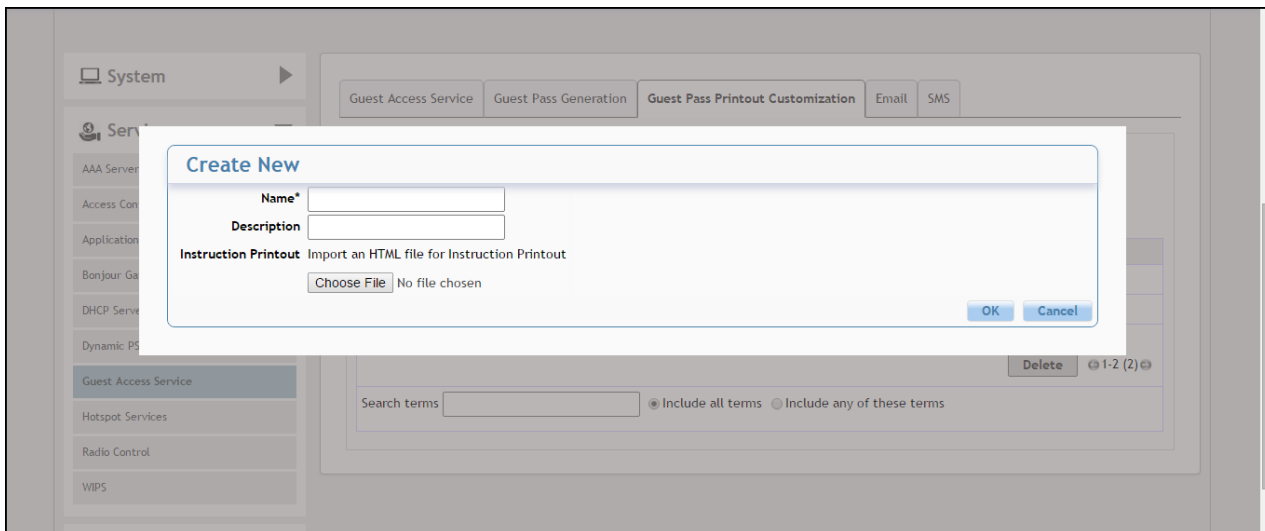 System
Guest Access Service Guest Pass Generation Guest Pass Printout Customization Email SMS
Create New
AAA Server
Name*
Description
Application
Instruction Printout Import an HTML file for Instruction Printout
Choose File No file chosen
DHCP Serve
OK Cancel
Dynamic PS
Delete 1-2 (2)
Guest Access Service
Search terms Include all terms Include any of these terms
Hotspot Services
Radio Control
WIPS